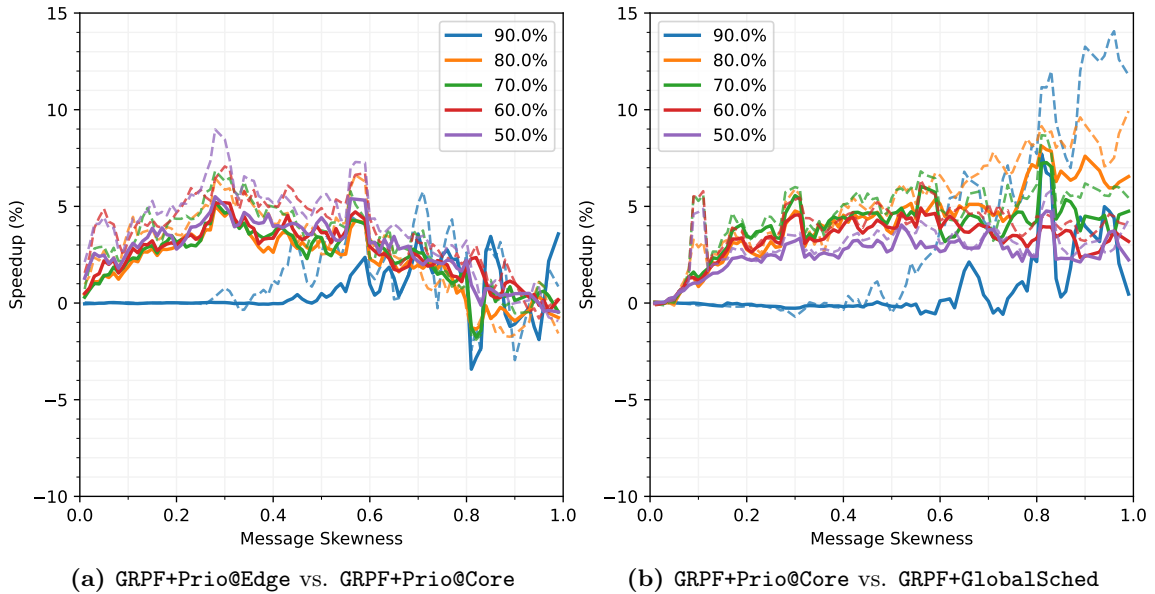 15
10
5
0
−5
−10
Speedup (%)
0.0 0.2 0.4 0.6 0.8 1.0
Message Skewness
90.0%
80.0%
70.0%
60.0%
50.0%
(a) GRPF+Prio@Edge vs. GRPF+Prio@Core
15
10
5
0
−5
−10
Speedup (%)
0.0 0.2 0.4 0.6 0.8 1.0
Message Skewness
90.0%
80.0%
70.0%
60.0%
50.0%
(b) GRPF+Prio@Core vs. GRPF+GlobalSched